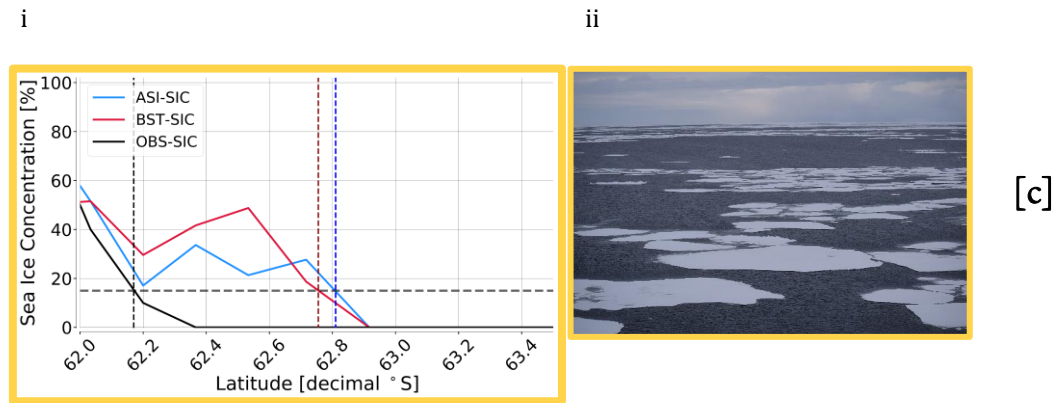 i
ii
Sea Ice Concentration [%]
100
80
60
40
20
0
ASI-SIC
BST-SIC
OBS-SIC
62.0
62.2
62.4
62.6
62.8
63.0
63.2
63.4
Latitude [decimal °S]
[c]